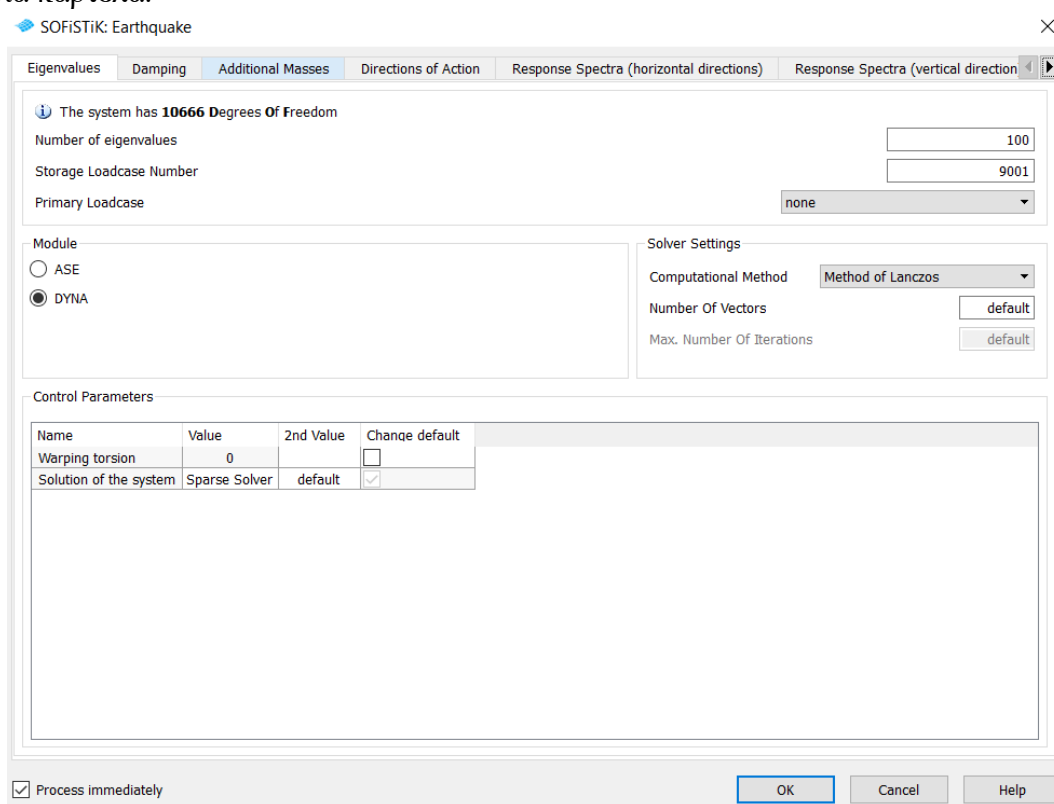 SOFiSTiK: Earthquake
Eigenvalues Damping Additional Masses Directions of Action Response Spectra (horizontal directions) Response Spectra (vertical direction
The system has 10666 Degrees Of Freedom
Number of eigenvalues 100
Storage Loadcase Number 9001
Primary Loadcase none
Module
ASE
DYNA
Solver Settings
Computational Method Method of Lanczos
Number Of Vectors default
Max. Number Of Iterations default
Control Parameters
Name Value 2nd Value Change default
Warping torsion 0
Solution of the system Sparse Solver default
Process immediately OK Cancel Help